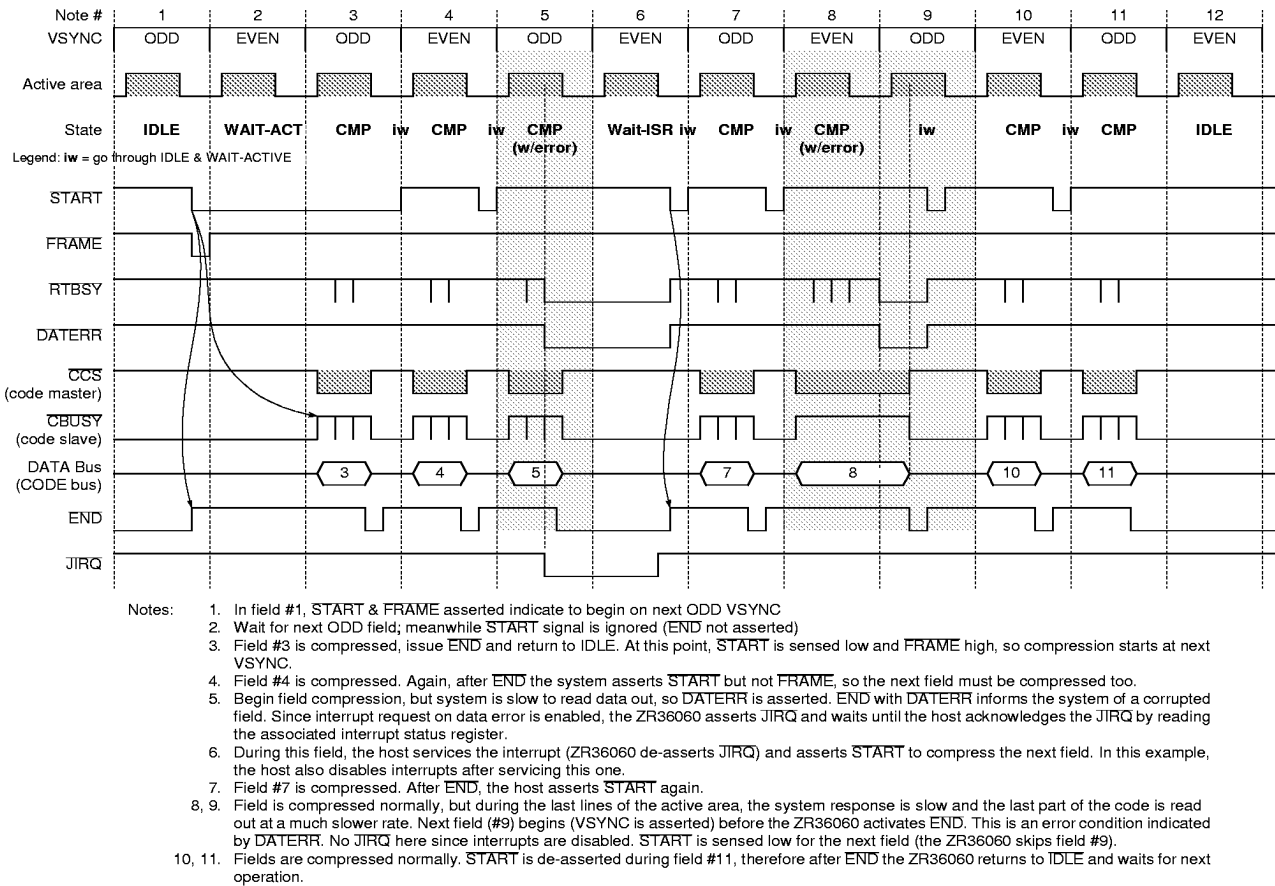 Note # 1 2 3 4 5 6 7 8 9 10 11 12
VSYNC ODD EVEN ODD EVEN ODD EVEN ODD EVEN ODD EVEN ODD EVEN
Active area
State IDLE WAIT-ACT CMP iw CMP iw CMP Wait-ISR iw CMP iw CMP iw CMP iw CMP IDLE
(w/error) (w/error)
Legend: iw = go through IDLE & WAIT-ACTIVE
START
FRAME
RTBSY
DATERR
CCS
(code master)
CBUSY
(code slave)
DATA Bus
(CODE bus)
3 4 5 7 8 10 11
END
JIRQ
Notes: 1. In field #1, START & FRAME asserted indicate to begin on next ODD VSYNC
2. Wait for next ODD field; meanwhile START signal is ignored (END not asserted)
3. Field #3 is compressed, issue END and return to IDLE. At this point, START is sensed low and FRAME high, so compression starts at next
VSYNC.
4. Field #4 is compressed. Again, after END the system asserts START but not FRAME, so the next field must be compressed too.
5. Begin field compression, but system is slow to read data out, so DATERR is asserted. END with DATERR informs the system of a corrupted
field. Since interrupt request on data error is enabled, the ZR36060 asserts JIRQ and waits until the host acknowledges the JIRQ by reading
the associated interrupt status register.
6. During this field, the host services the interrupt (ZR36060 de-asserts JIRQ) and asserts START to compress the next field. In this example,
the host also disables interrupts after servicing this one.
7. Field #7 is compressed. After END, the host asserts START again.
8, 9. Field is compressed normally, but during the last lines of the active area, the system response is slow and the last part of the code is read
out at a much slower rate. Next field (#9) begins (VSYNC is asserted) before the ZR36060 activates END. This is an error condition indicated
by DATERR. No JIRQ here since interrupts are disabled. START is sensed low for the next field (the ZR36060 skips field #9).
10, 11. Fields are compressed normally. START is de-asserted during field #11, therefore after END the ZR36060 returns to IDLE and waits for next
operation.